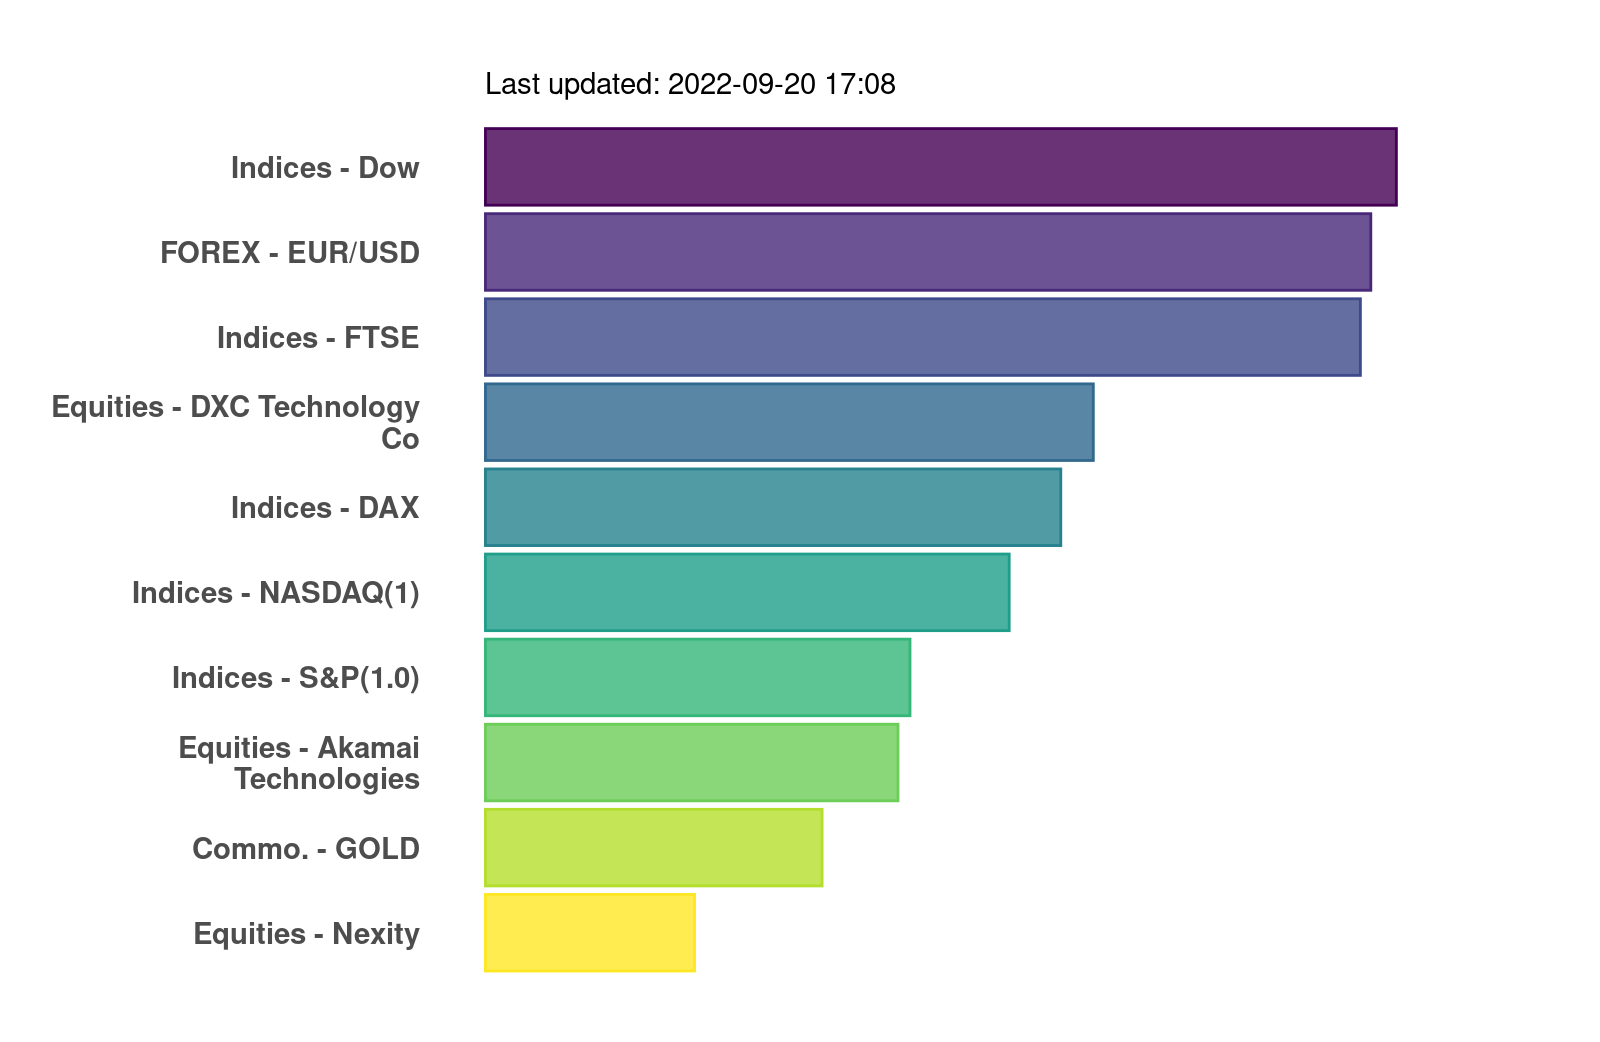 Last updated: 2022-09-20 17:08
Indices - Dow
FOREX - EUR/USD
Indices - FTSE
Equities - DXC Technology
Co
Indices - DAX
Indices - NASDAQ(1)
Indices - S&P(1.0)
Equities - Akamai
Technologies
Commo. - GOLD
Equities - Nexity